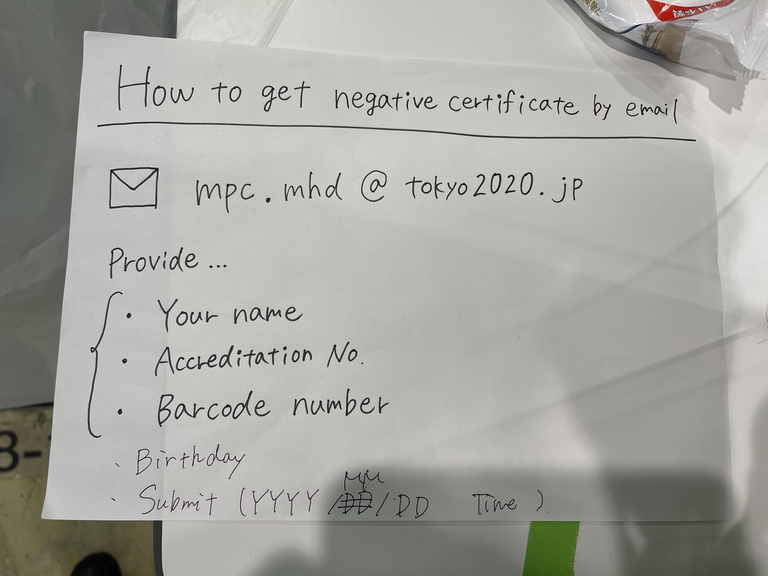 How to get negative certificate by email
mpc.mhd @ tokyo2020.jp
Provide...
· Your name
· Accreditation No.
· Barcode number
· Birthday
· Submit (YYYY/MM/DD Time)